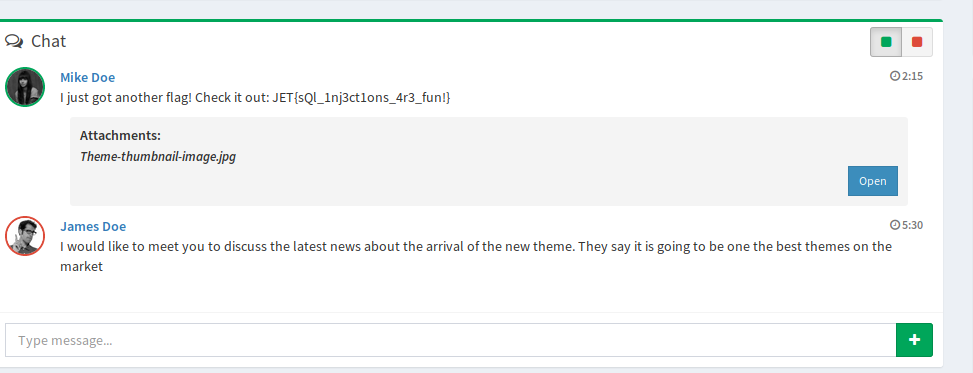 Chat
Mike Doe
2:15
I just got another flag! Check it out: JET{sQl_1nj3ct1ons_4r3_fun!}
Attachments:
Theme-thumbnail-image.jpg
Open
James Doe
5:30
I would like to meet you to discuss the latest news about the arrival of the new theme. They say it is going to be one the best themes on the
market
Type message...